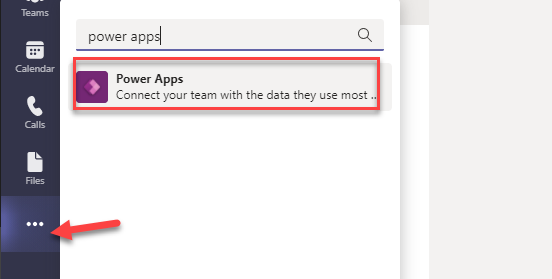 Teams
power apps
Power Apps
Connect your team with the data they use most ..
Calendar
Calls
Files